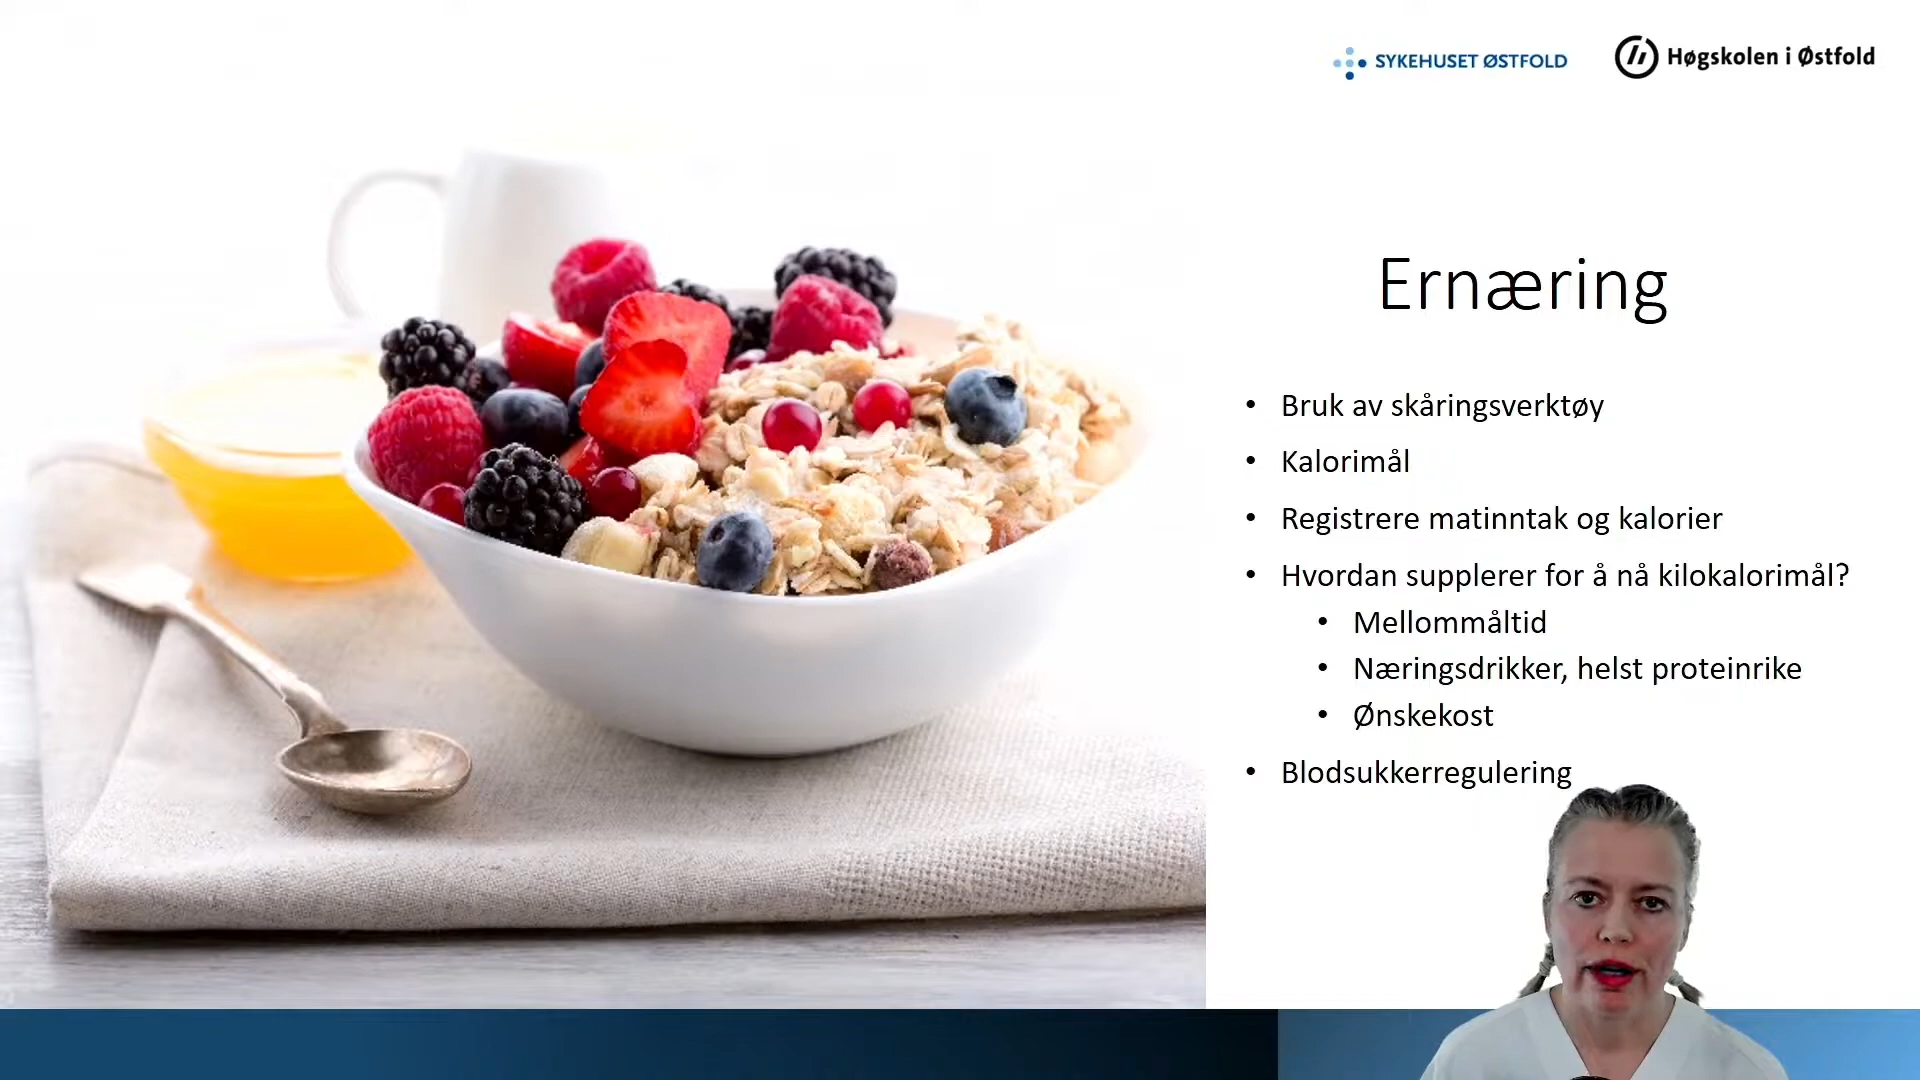 SYKEHUSET ØSTFOLD
Høgskolen i Østfold
Ernæring
• Bruk av skåringsverktøy
• Kalorimål
• Registrere matinntak og kalorier
• Hvordan supplerer for å nå kilokalorimål?
• Mellommåltid
• Næringsdrikker, helst proteinrike
• Ønskekost
• Blodsukkerregulering